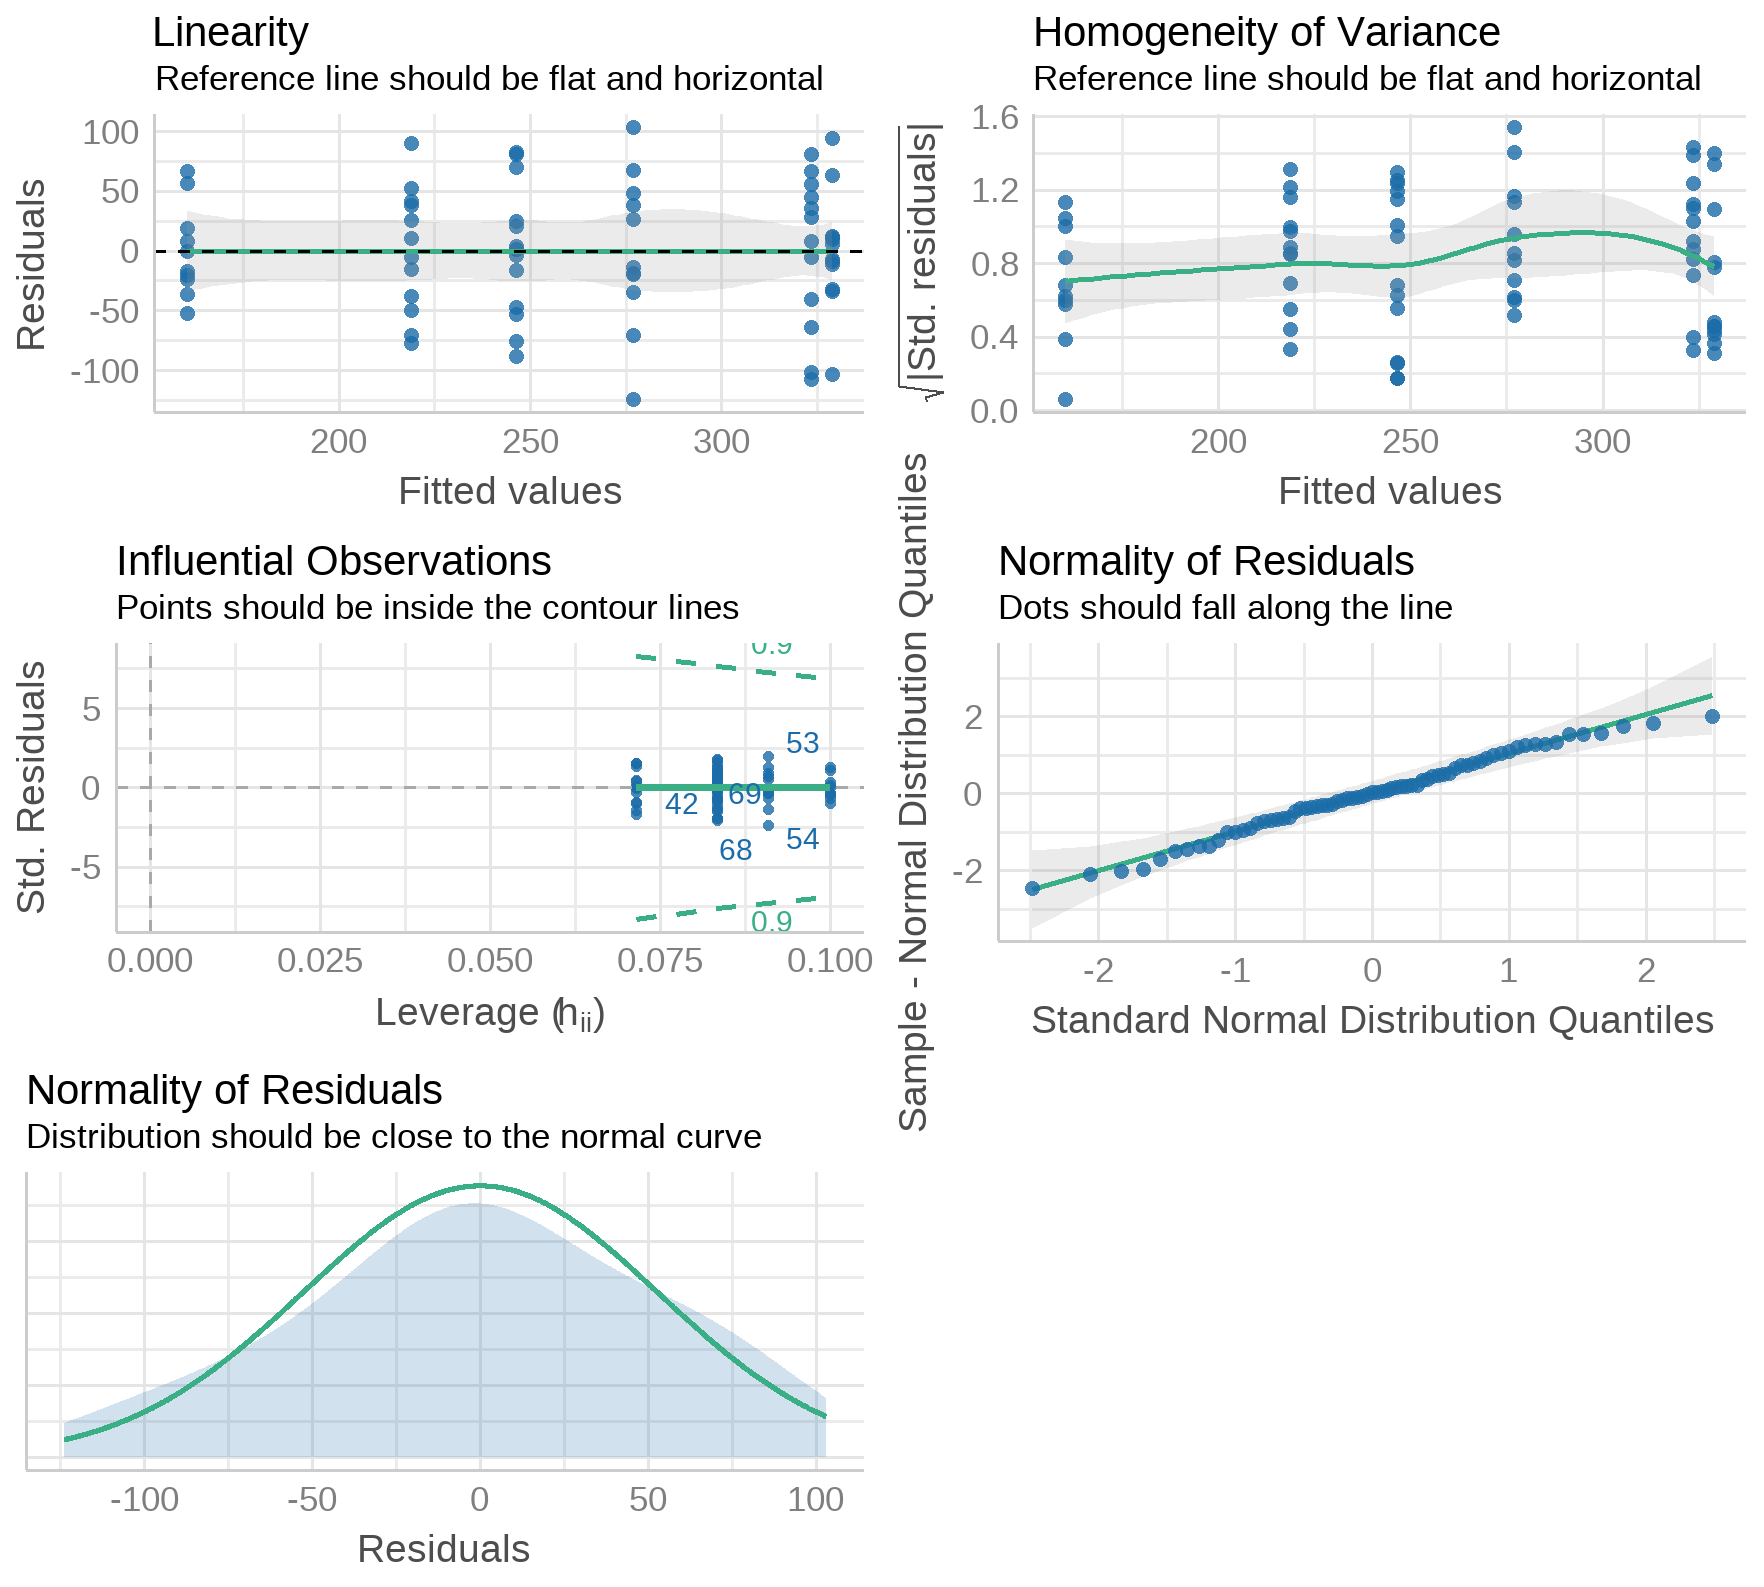 Linearity
Reference line should be flat and horizontal
Residuals
100
50
0
-50
-100
200 250 300
Fitted values
Homogeneity of Variance
Reference line should be flat and horizontal
√|Std. residuals|
1.6
1.2
0.8
0.4
0.0
200 250 300
Fitted values
Influential Observations
Points should be inside the contour lines
Std. Residuals
5
0
-5
0.9
53
69
42
54
68
0.9
0.000 0.025 0.050 0.075 0.100
Leverage (hii)
Normality of Residuals
Dots should fall along the line
Sample - Normal Distribution Quantiles
2
0
-2
-2 -1 0 1 2
Standard Normal Distribution Quantiles
Normality of Residuals
Distribution should be close to the normal curve
-100 -50 0 50 100
Residuals